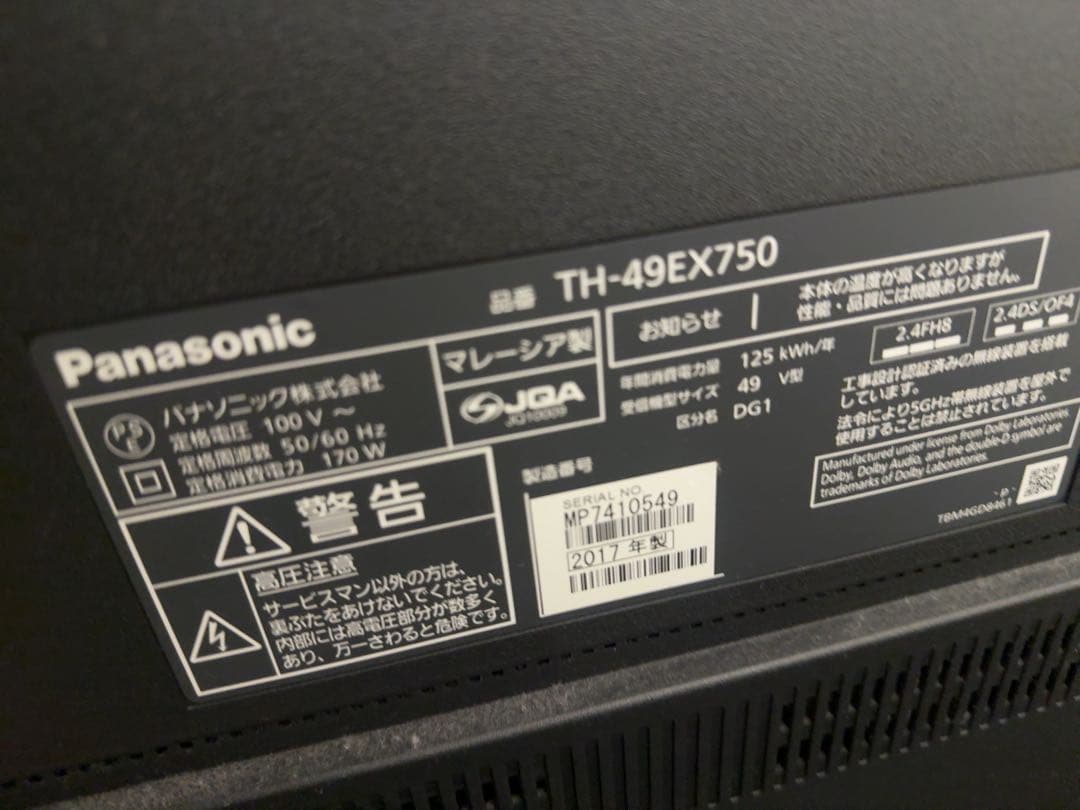 Panasonic
品番 TH-49EX750
パナソニック株式会社
定格電圧 100V ～
定格周波数 50/60 Hz
定格消費電力 170W
マレーシア製
JQA
お知らせ
本体の温度が高くなりますが
性能・品質には問題ありません。
年間消費電力量 125 kWh/年
受信機型サイズ 49 V型
区分名 DG1
2.4FH8
2.4DS/OF4
工事設計認証済みの無線装置を搭載
しています。
法令により5GHz帯無線装置を屋外で
使用することは禁止されています。
Manufactured under license from Dolby Laboratories.
Dolby, Dolby Audio, and the double-D symbol are
trademarks of Dolby Laboratories.
- P -
TBM4GD8461
警告
高圧注意
サービスマン以外の方は、
裏ぶたをあけないでください。
内部には高電圧部分が数多く
あり、万一さわると危険です。
製造番号
SERIAL NO.
MP7410549
2017 年製